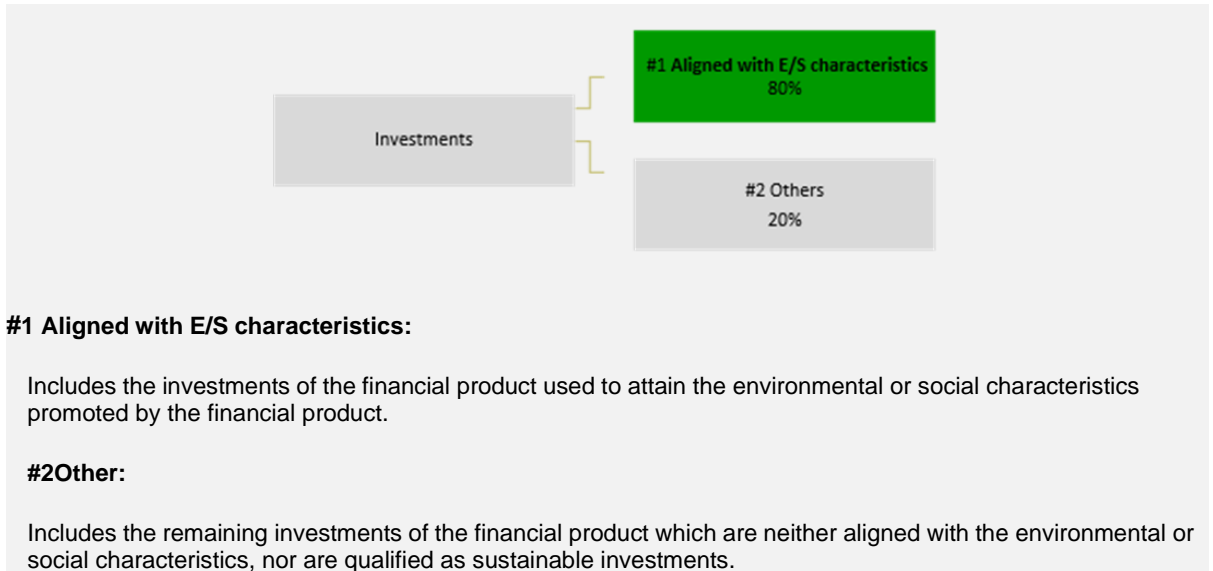 #1 Aligned with E/S characteristics
80%
Investments
#2 Others
20%
#1 Aligned with E/S characteristics:
Includes the investments of the financial product used to attain the environmental or social characteristics
promoted by the financial product.
#2Other:
Includes the remaining investments of the financial product which are neither aligned with the environmental or
social characteristics, nor are qualified as sustainable investments.